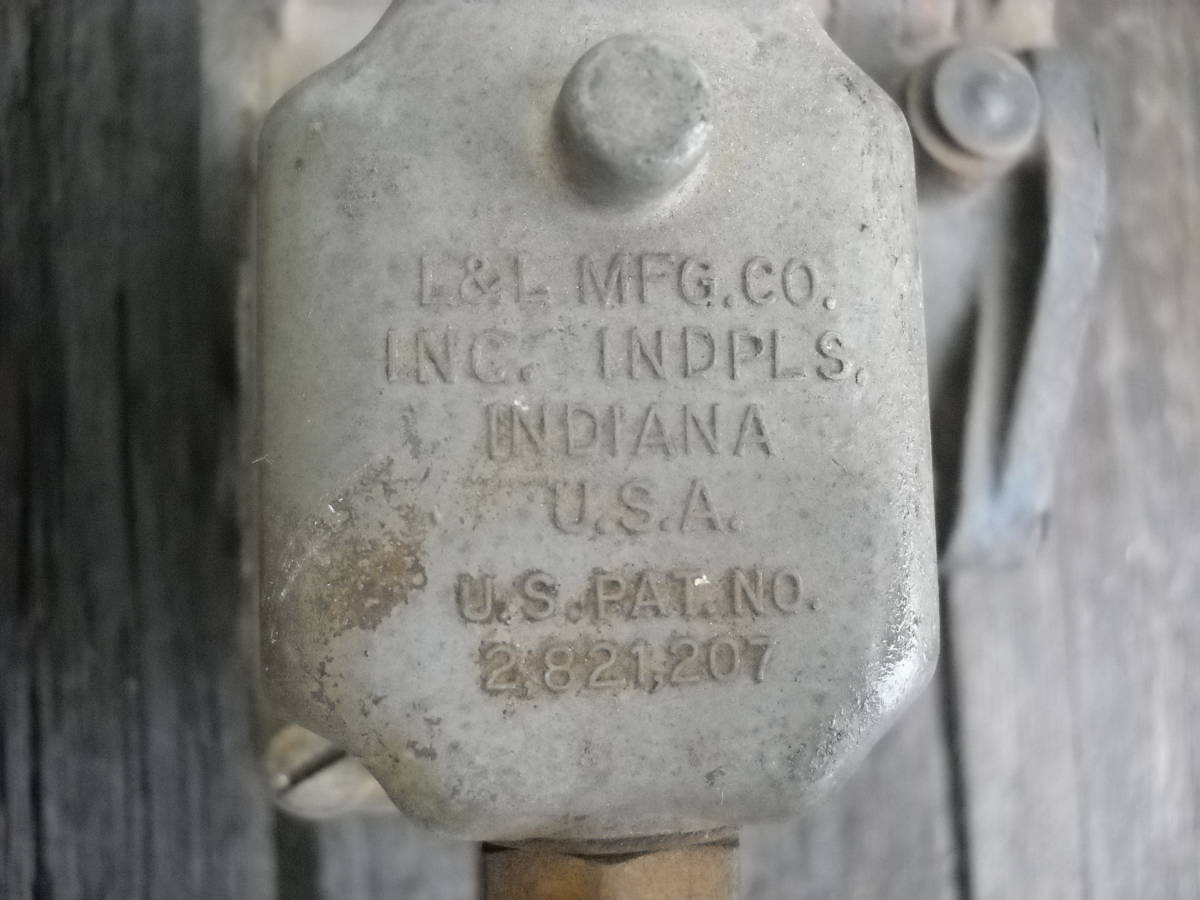 L&L MFG. CO.
INC. INDPLS.
INDIANA
U.S.A.
U.S. PAT. NO.
2,821,207